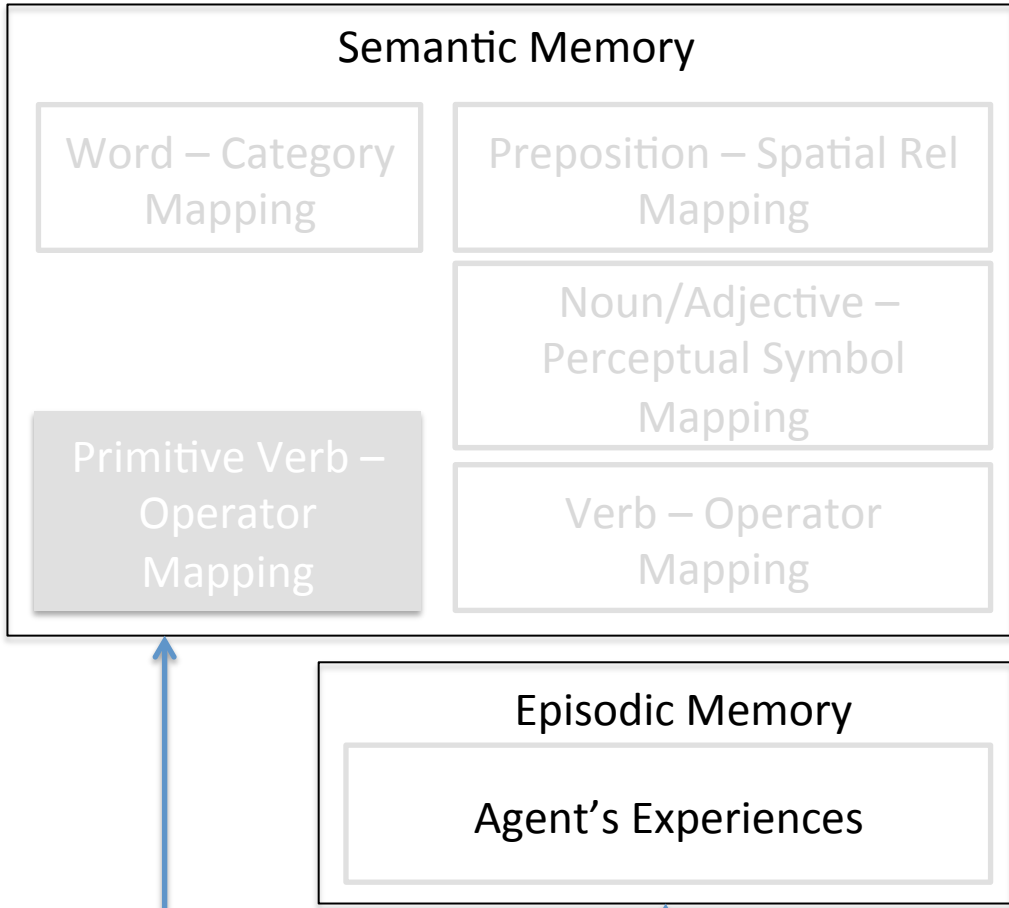 Semantic Memory
Word – Category
Mapping
Preposition – Spatial Rel
Mapping
Noun/Adjective –
Perceptual Symbol
Mapping
Primitive Verb –
Operator
Mapping
Verb – Operator
Mapping
Episodic Memory
Agent’s Experiences